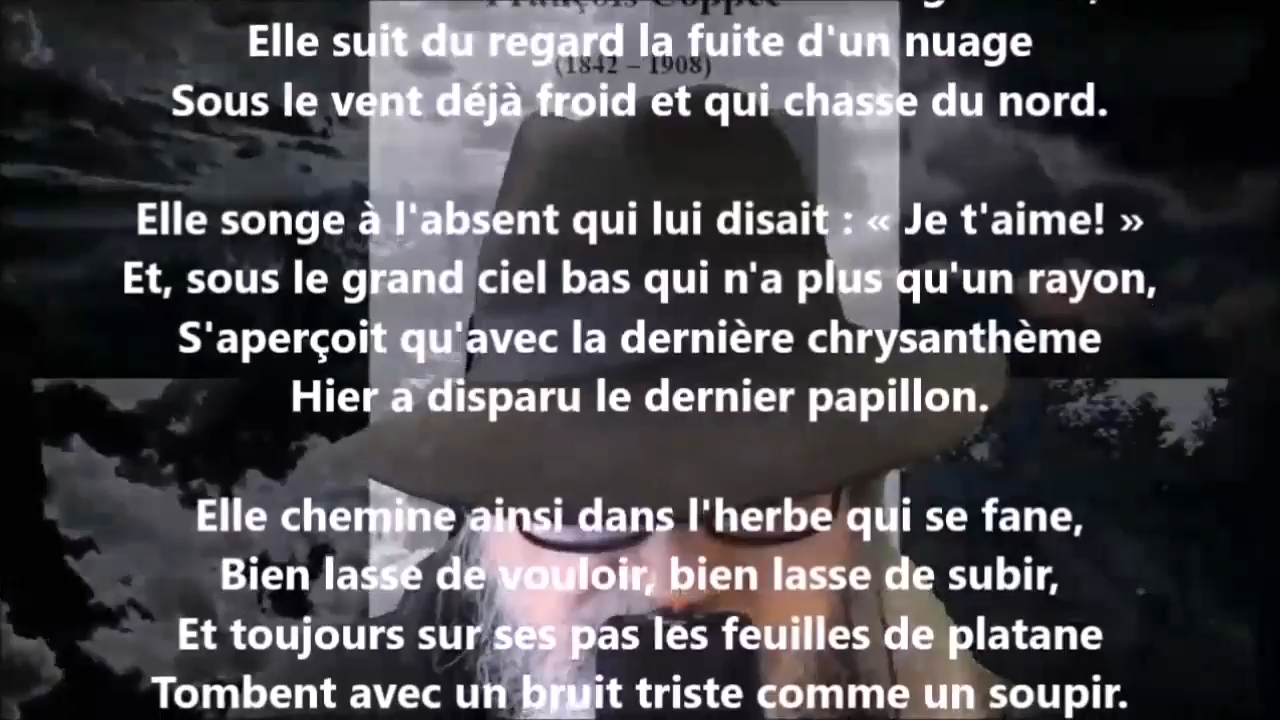 François Coppée
Elle suit du regard la fuite d'un nuage
(1842 – 1908)
Sous le vent déjà froid et qui chasse du nord.
Elle songe à l'absent qui lui disait : « Je t'aime! »
Et, sous le grand ciel bas qui n'a plus qu'un rayon,
S'aperçoit qu'avec la dernière chrysanthème
Hier a disparu le dernier papillon.
Elle chemine ainsi dans l'herbe qui se fane,
Bien lasse de vouloir, bien lasse de subir,
Et toujours sur ses pas les feuilles de platane
Tombent avec un bruit triste comme un soupir.